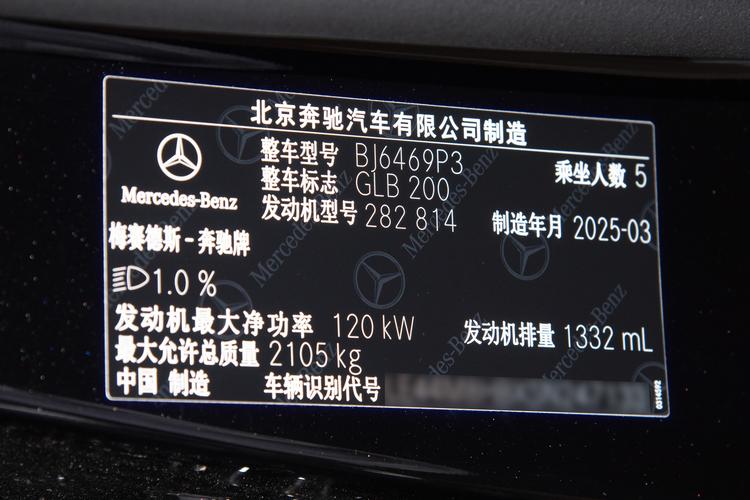 北京奔驰汽车有限公司制造
整车型号 BJ6469P3 乘坐人数 5
整车标志 GLB 200
Mercedes-Benz
发动机型号 282 814 制造年月 2025-03
梅赛德斯-奔驰牌
1.0 %
发动机最大净功率 120 kW 发动机排量 1332 mL
最大允许总质量 2105 kg
中国 制造 车辆识别代号
0314592